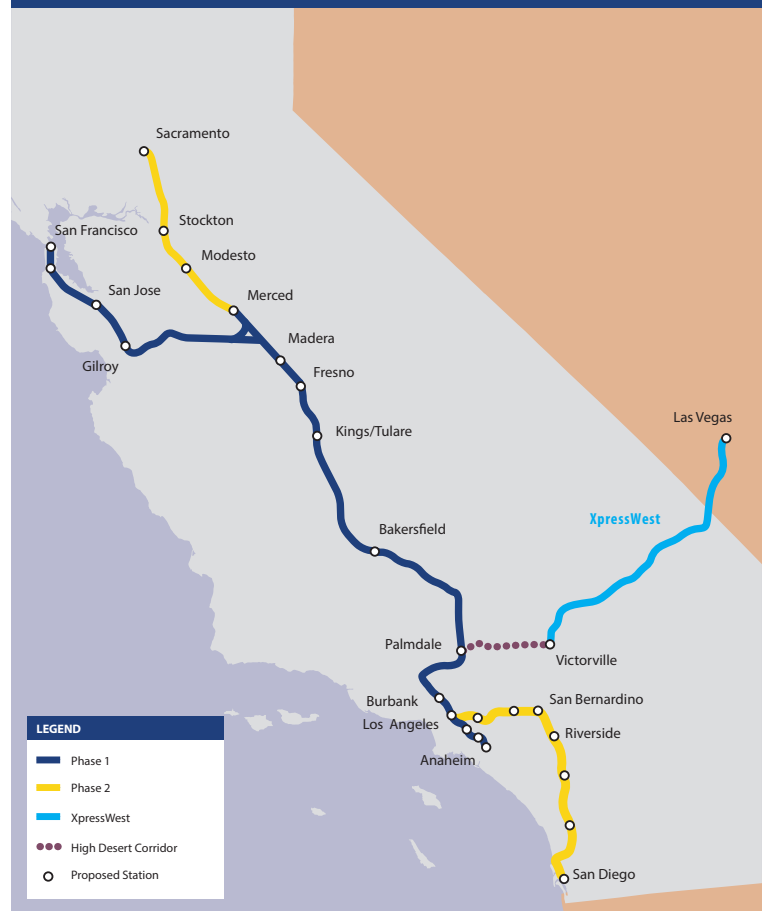 Sacramento
Stockton
San Francisco
Modesto
San Jose
Merced
Madera
Gilroy
Fresno
Las Vegas
Kings/Tulare
XpressWest
Bakersfield
Palmdale
Victorville
Burbank
San Bernardino
Los Angeles
Riverside
Anaheim
San Diego
LEGEND
Phase 1
Phase 2
XpressWest
High Desert Corridor
Proposed Station